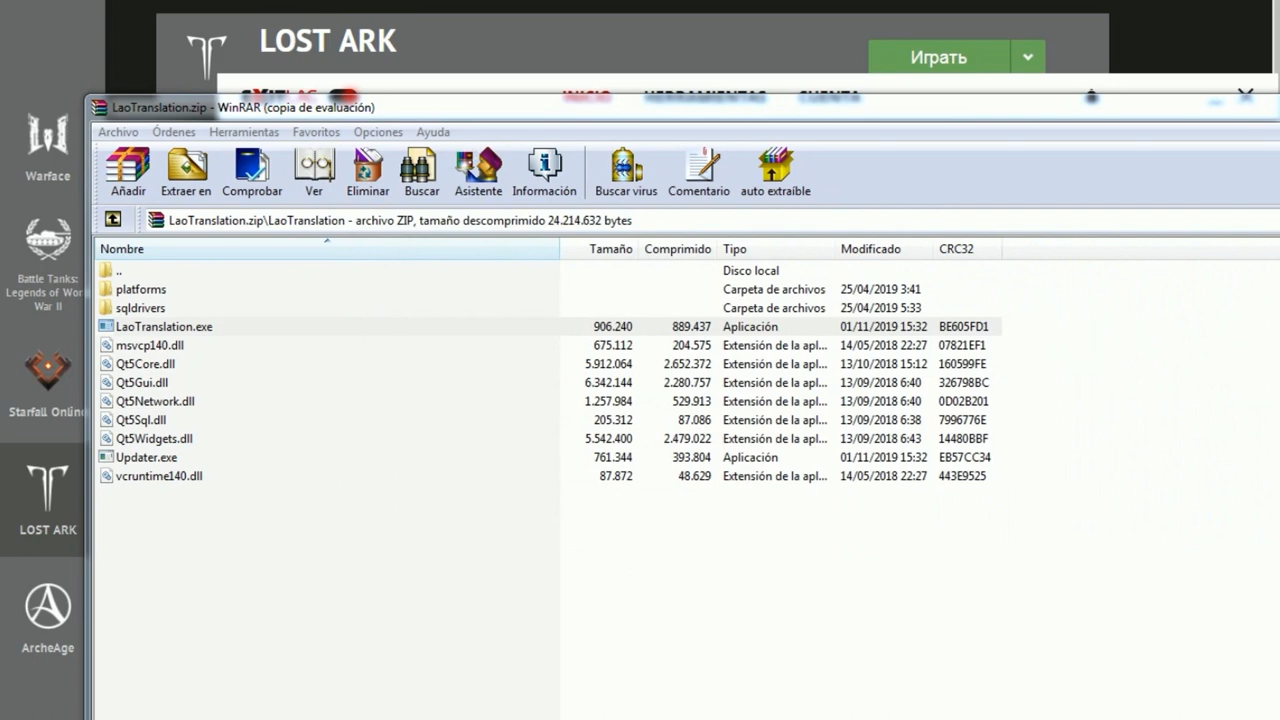 LOST ARK
Играть
INICIO HERRAMIENTAS CUENTA
LaoTranslation.zip - WinRAR (copia de evaluación)
Archivo Órdenes Herramientas Favoritos Opciones Ayuda
Añadir Extraer en Comprobar Ver Eliminar Buscar Asistente Información Buscar virus Comentario auto extraíble
LaoTranslation.zip\LaoTranslation - archivo ZIP, tamaño descomprimido 24.214.632 bytes
Nombre Tamaño Comprimido Tipo Modificado CRC32
.. Disco local
platforms Carpeta de archivos 25/04/2019 3:41
sqldrivers Carpeta de archivos 25/04/2019 5:33
LaoTranslation.exe 906.240 889.437 Aplicación 01/11/2019 15:32 BE605FD1
msvcp140.dll 675.112 204.575 Extensión de la apl... 14/05/2018 22:27 07821EF1
Qt5Core.dll 5.912.064 2.652.372 Extensión de la apl... 13/10/2018 15:12 160599FE
Qt5Gui.dll 6.342.144 2.280.757 Extensión de la apl... 13/09/2018 6:40 326798BC
Qt5Network.dll 1.257.984 529.913 Extensión de la apl... 13/09/2018 6:40 0D02B201
Qt5Sql.dll 205.312 87.086 Extensión de la apl... 13/09/2018 6:38 7996776E
Qt5Widgets.dll 5.542.400 2.479.022 Extensión de la apl... 13/09/2018 6:43 14480BBF
Updater.exe 761.344 393.804 Aplicación 01/11/2019 15:32 EB57CC34
vcruntime140.dll 87.872 48.629 Extensión de la apl... 14/05/2018 22:27 443E9525
Warface
Battle Tanks:
Legends of Wor
War II
Starfall Online
LOST ARK
ArcheAge